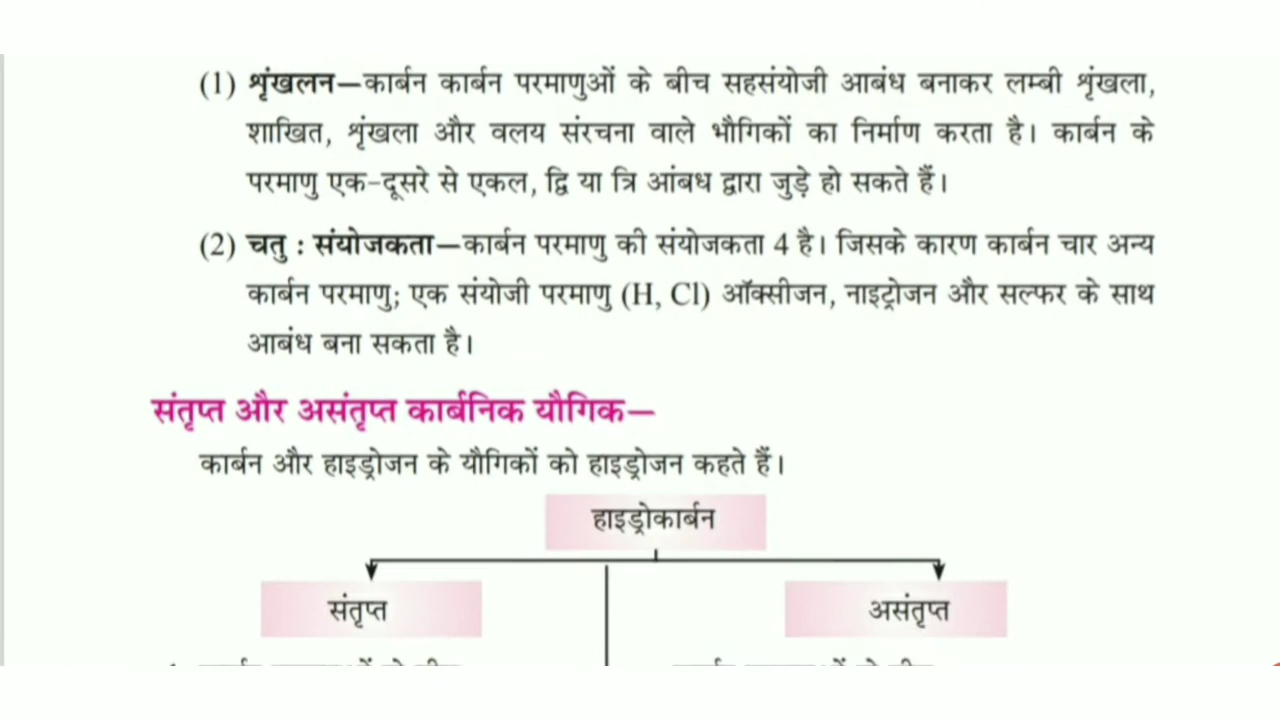 (1) शृंखलन—कार्बन कार्बन परमाणुओं के बीच सहसंयोजी आबंध बनाकर लम्बी शृंखला,
शाखित, शृंखला और वलय संरचना वाले भौगिकों का निर्माण करता है। कार्बन के
परमाणु एक-दूसरे से एकल, द्वि या त्रि आंबध द्वारा जुड़े हो सकते हैं।
(2) चतु : संयोजकता—कार्बन परमाणु की संयोजकता 4 है। जिसके कारण कार्बन चार अन्य
कार्बन परमाणु; एक संयोजी परमाणु (H, Cl) ऑक्सीजन, नाइट्रोजन और सल्फर के साथ
आबंध बना सकता है।
संतृप्त और असंतृप्त कार्बनिक यौगिक—
कार्बन और हाइड्रोजन के यौगिकों को हाइड्रोजन कहते हैं।
हाइड्रोकार्बन
संतृप्त
असंतृप्त